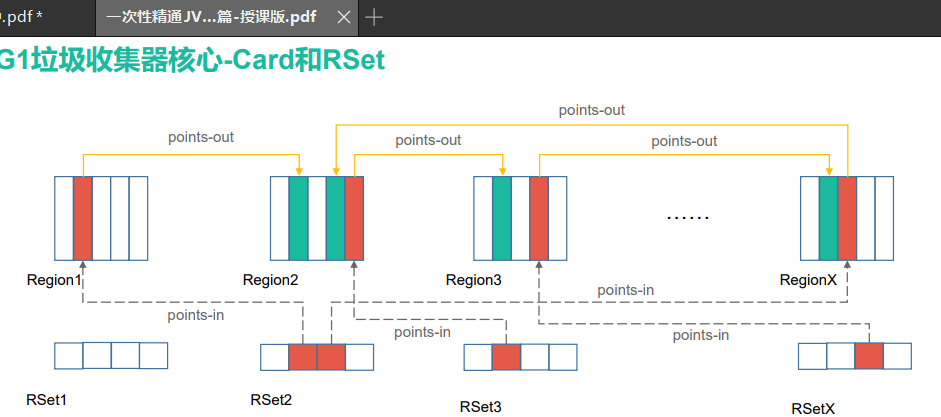 .pdf *
一次性精通JV...篇-授课版.pdf
G1垃圾收集器核心-Card和RSet
points-out
points-out
points-out
points-out
......
Region1
Region2
Region3
RegionX
points-in
points-in
points-in
points-in
RSet1
RSet2
RSet3
RSetX